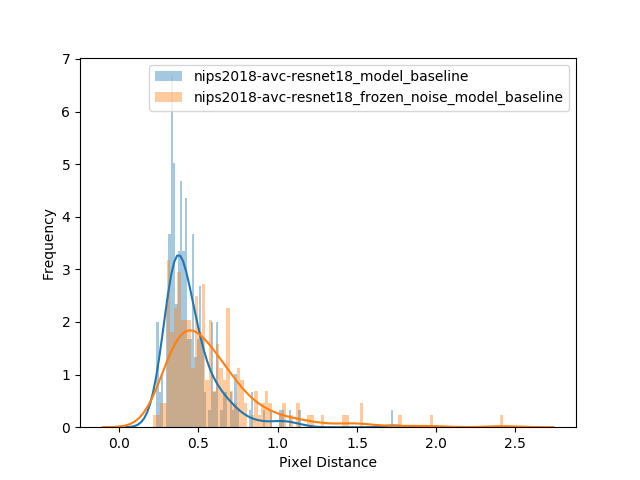 nips2018-avc-resnet18_model_baseline
nips2018-avc-resnet18_frozen_noise_model_baseline
Frequency
7
6
5
4
3
2
1
0
0.0 0.5 1.0 1.5 2.0 2.5
Pixel Distance